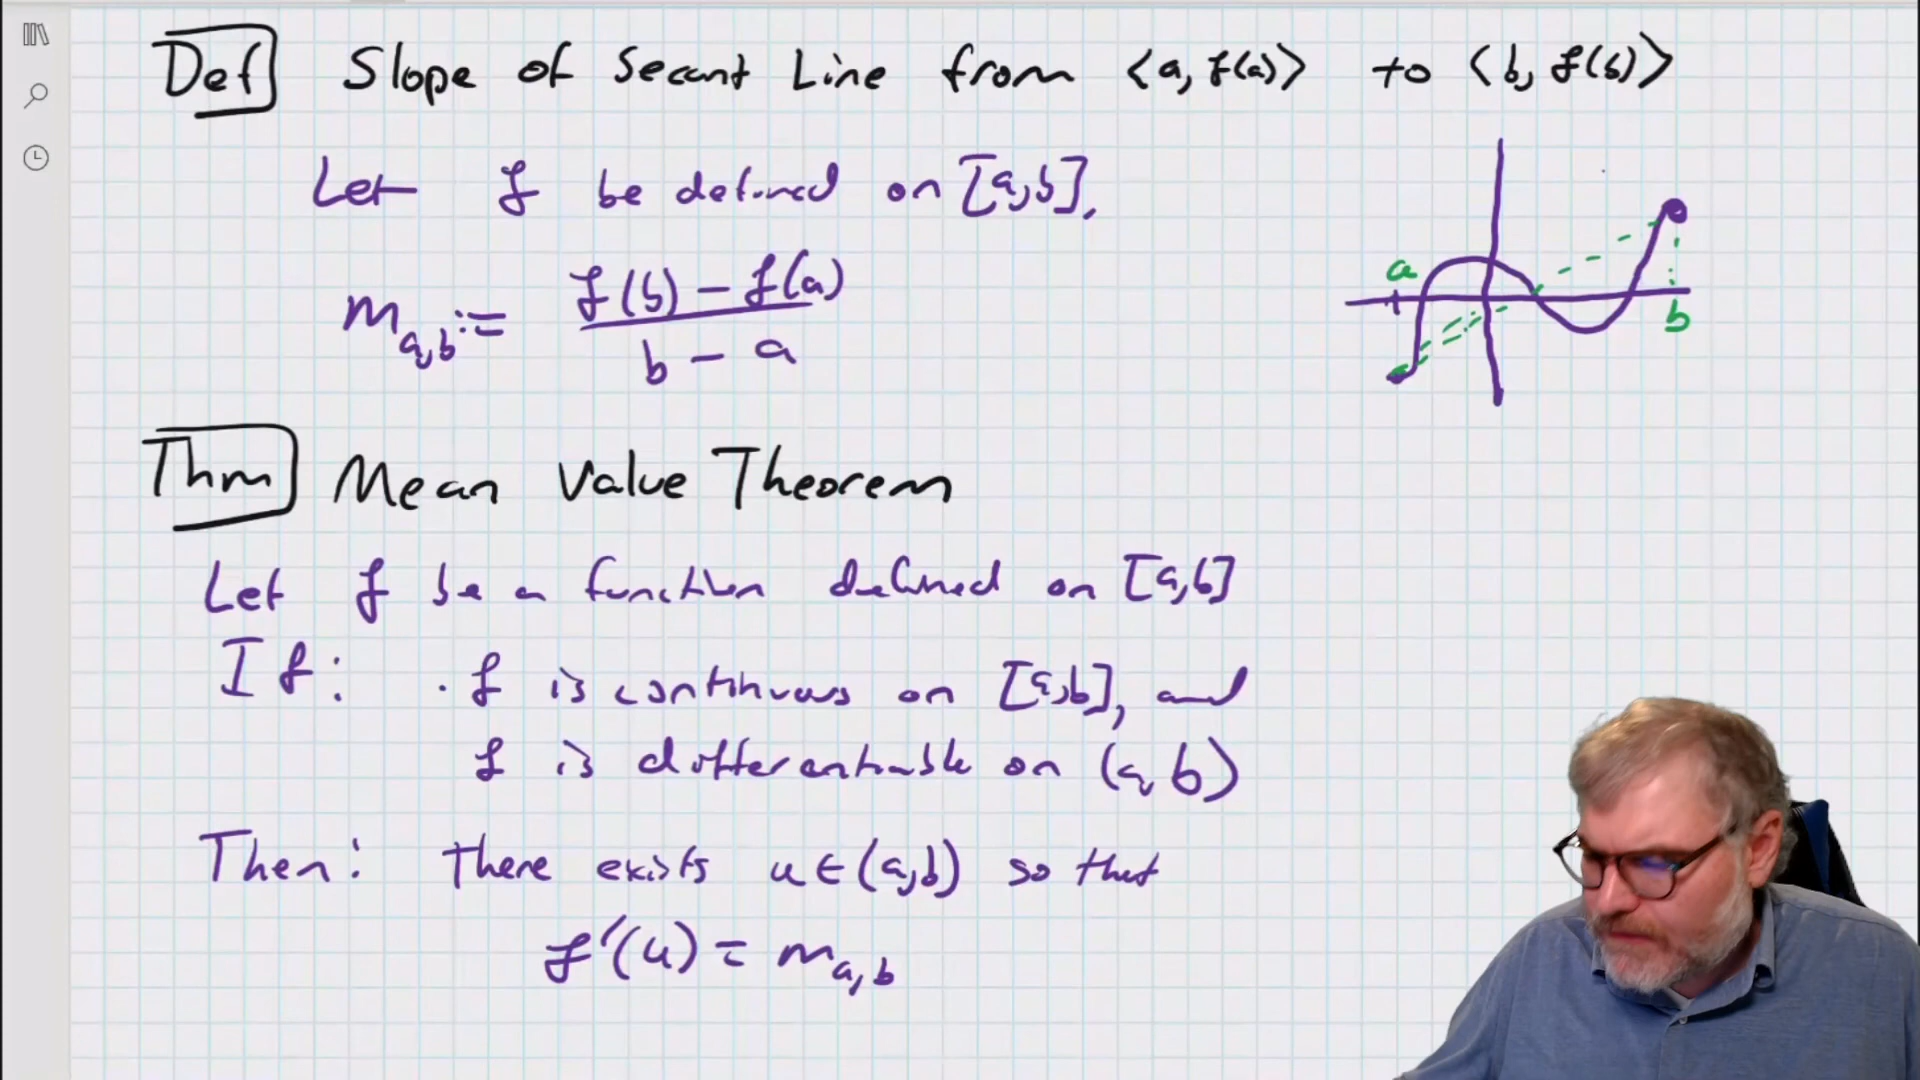 Def Slope of Secant Line from <a, f(a)> to <b, f(b)>
Let f be defined on [a,b].
m_{a,b} := \frac{f(b) - f(a)}{b - a}
a
b
Thm Mean Value Theorem
Let f be a function defined on [a,b]
If: · f is continuous on [a,b], and
f is differentiable on (a,b)
Then: There exists u∈(a,b) so that
f'(u) = m_{a,b}